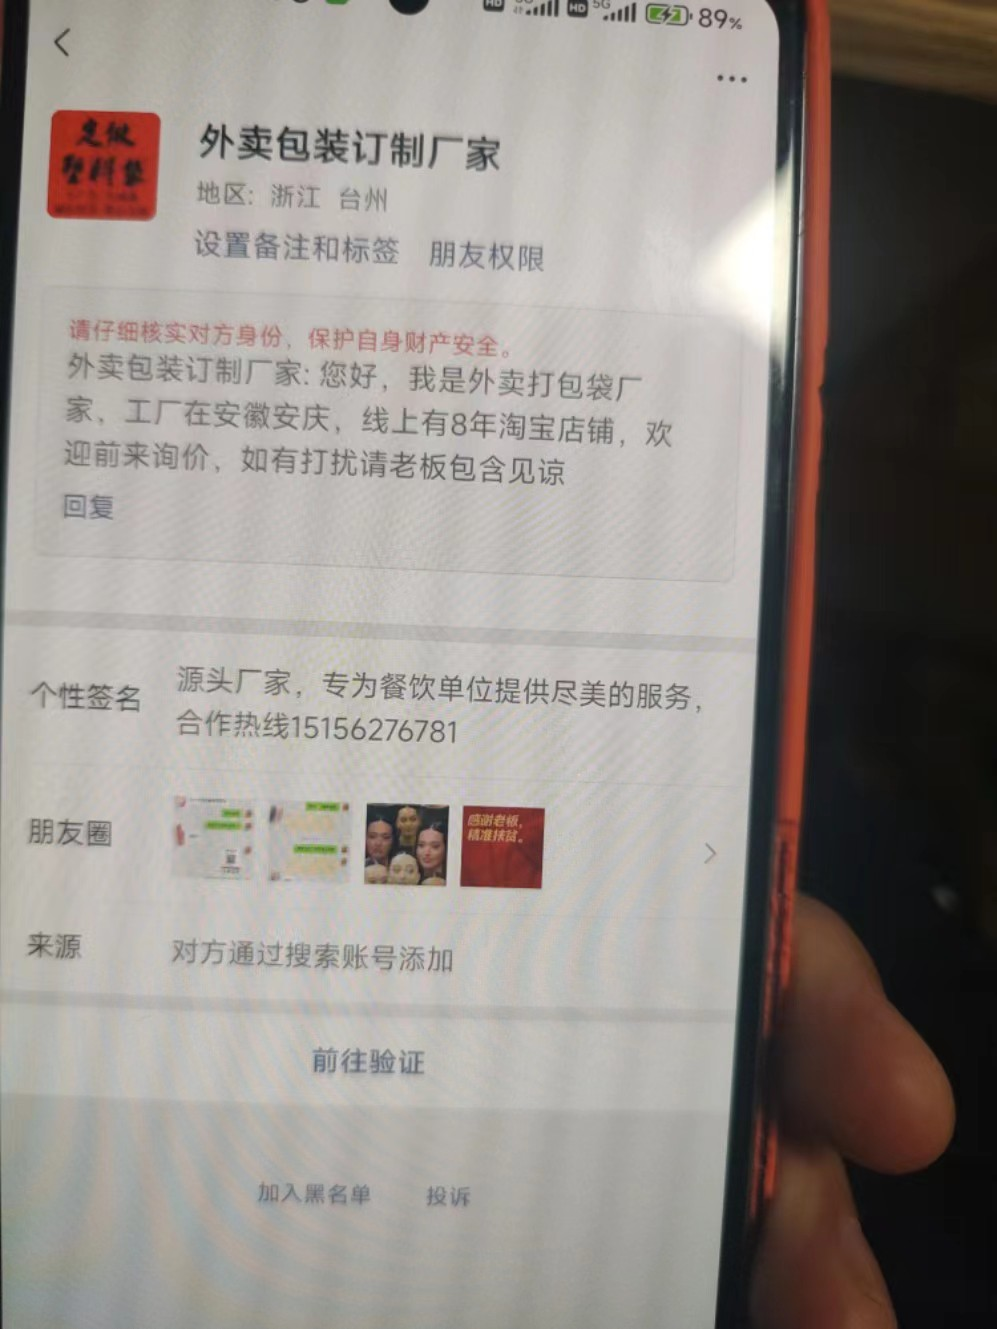 HD
HD 5G
89%
定做
塑料袋
外卖包装订制厂家
地区: 浙江 台州
设置备注和标签 朋友权限
请仔细核实对方身份，保护自身财产安全。
外卖包装订制厂家: 您好，我是外卖打包袋厂
家，工厂在安徽安庆，线上有8年淘宝店铺，欢
迎前来询价，如有打扰请老板包含见谅
回复
个性签名
源头厂家，专为餐饮单位提供尽美的服务，
合作热线15156276781
朋友圈
感谢老板，
精准扶贫。
来源
对方通过搜索账号添加
前往验证
加入黑名单 投诉